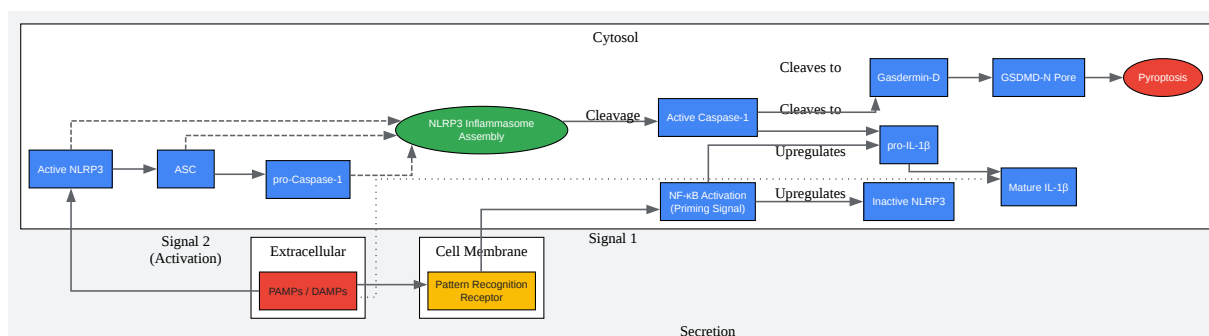 Cytosol
Cleaves to
Gasdermin-D
GSDMD-N Pore
Pyroptosis
NLRP3 Inflammasome
Assembly
Cleavage
Active Caspase-1
Cleaves to
pro-IL-1β
Upregulates
Active NLRP3
ASC
pro-Caspase-1
NF-κB Activation
(Priming Signal)
Upregulates
Inactive NLRP3
Mature IL-1β
Signal 2
(Activation)
Signal 1
Extracellular
PAMPs / DAMPs
Cell Membrane
Pattern Recognition
Receptor
Secretion